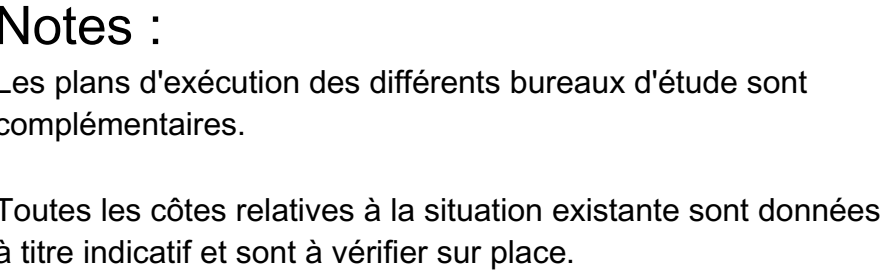 Notes :
Les plans d'exécution des différents bureaux d'étude sont
complémentaires.
Toutes les côtes relatives à la situation existante sont données
à titre indicatif et sont à vérifier sur place.